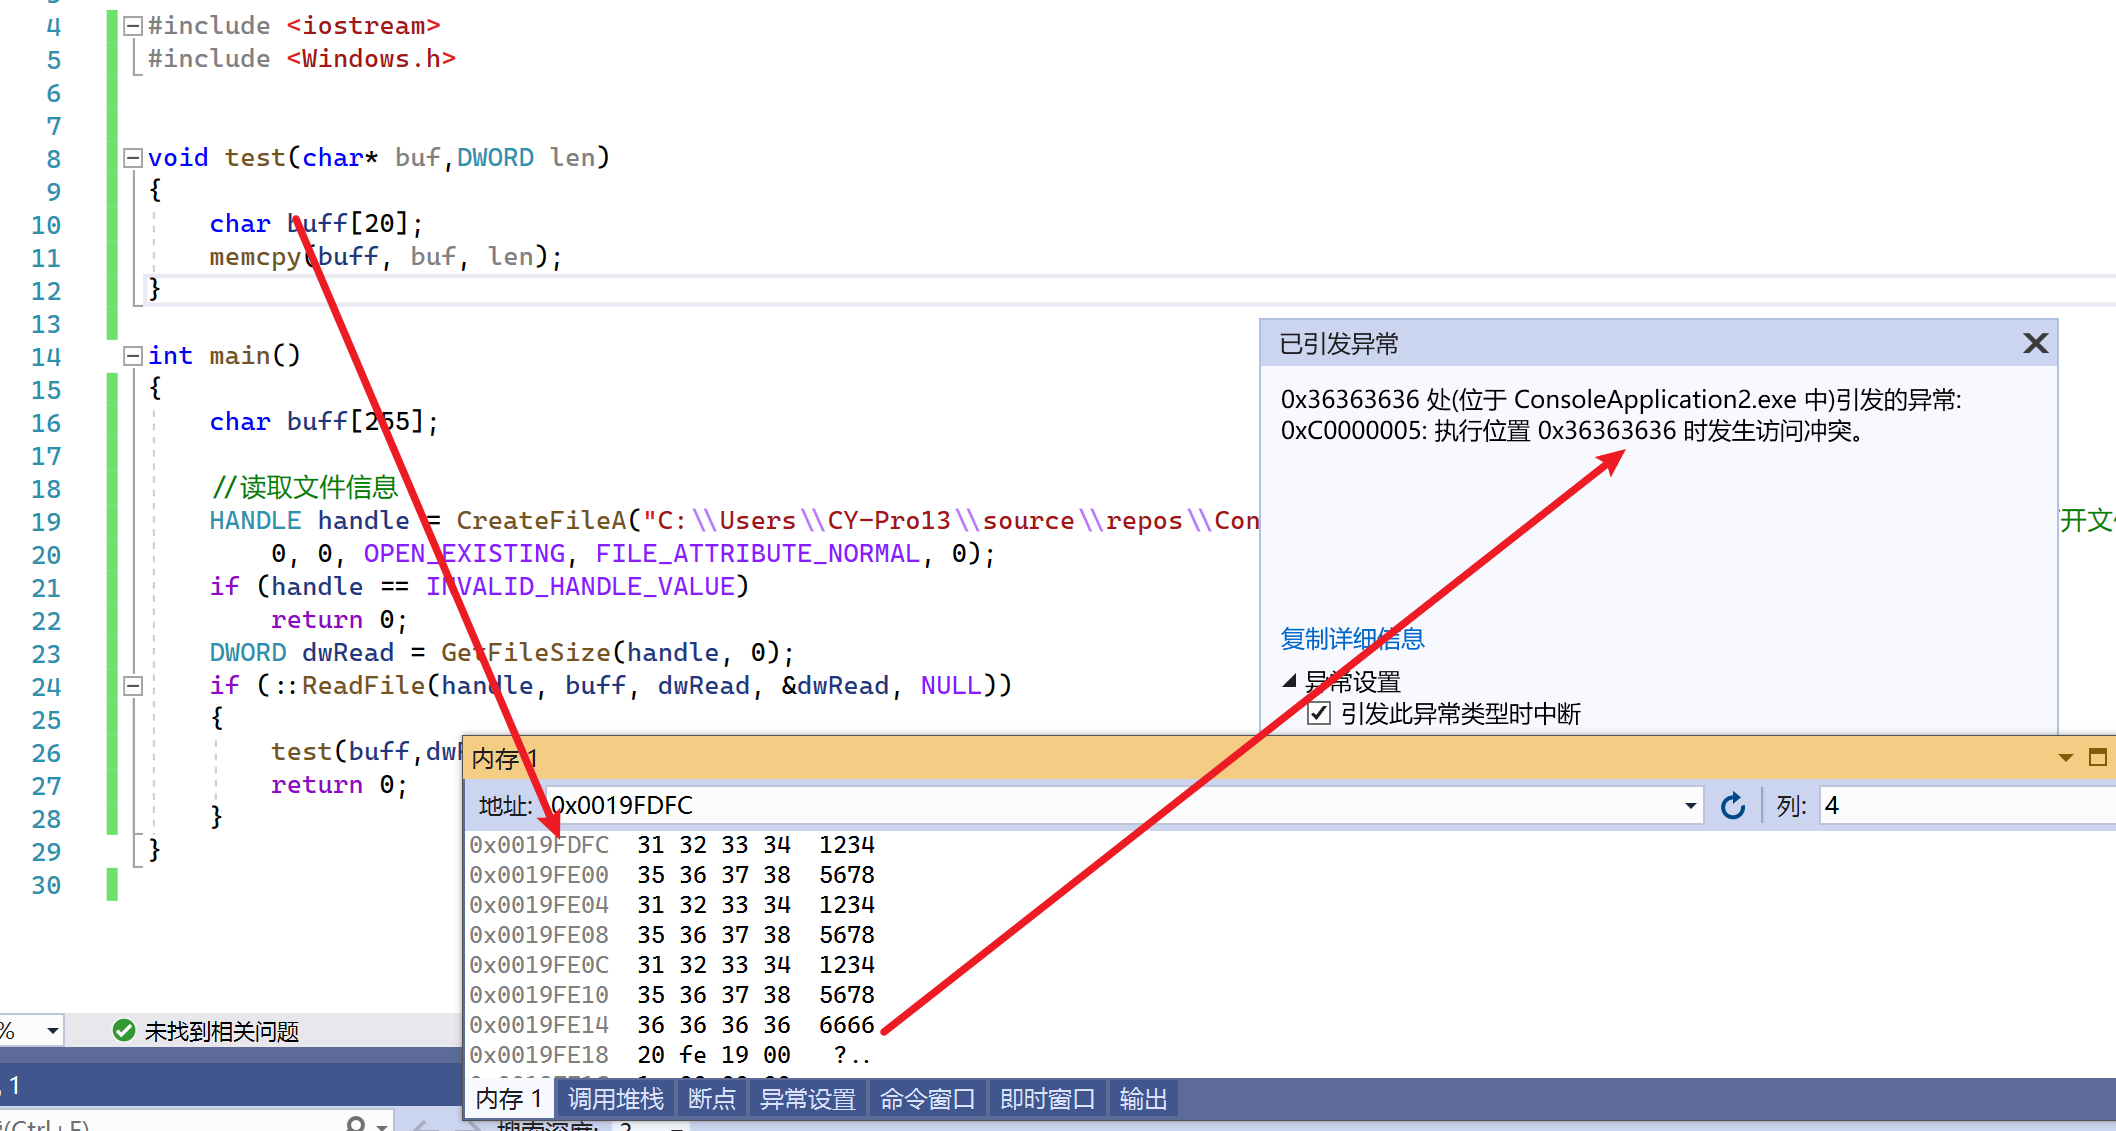 4 #include <iostream>
5 #include <Windows.h>
6
7
8 void test(char* buf,DWORD len)
9 {
10 char buff[20];
11 memcpy(buff, buf, len);
12 }
13
14 int main()
15 {
16 char buff[255];
17
18 //读取文件信息
19 HANDLE handle = CreateFileA("C:\\Users\\CY-Pro13\\source\\repos\\Con
开文
20 0, 0, OPEN_EXISTING, FILE_ATTRIBUTE_NORMAL, 0);
21 if (handle == INVALID_HANDLE_VALUE)
22 return 0;
23 DWORD dwRead = GetFileSize(handle, 0);
24 if (::ReadFile(handle, buff, dwRead, &dwRead, NULL))
25 {
26 test(buff,dw
27 return 0;
28 }
29 }
30
已引发异常
0x36363636 处(位于 ConsoleApplication2.exe 中)引发的异常:
0xC0000005: 执行位置 0x36363636 时发生访问冲突。
复制详细信息
异常设置
引发此异常类型时中断
内存 1
地址: 0x0019FDFC 列: 4
0x0019FDFC 31 32 33 34 1234
0x0019FE00 35 36 37 38 5678
0x0019FE04 31 32 33 34 1234
0x0019FE08 35 36 37 38 5678
0x0019FE0C 31 32 33 34 1234
0x0019FE10 35 36 37 38 5678
0x0019FE14 36 36 36 36 6666
0x0019FE18 20 fe 19 00 ?..
内存 1 调用堆栈 断点 异常设置 命令窗口 即时窗口 输出
% 未找到相关问题
1
(Ctrl+E) 搜索深度: